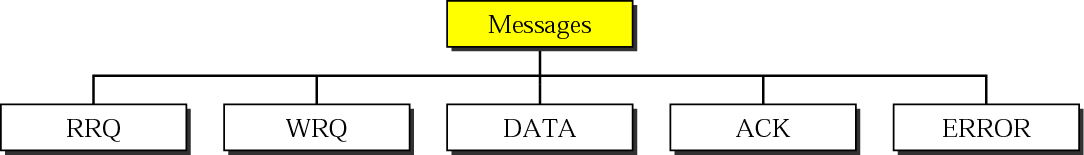 Messages
RRQ
WRQ
DATA
ACK
ERROR